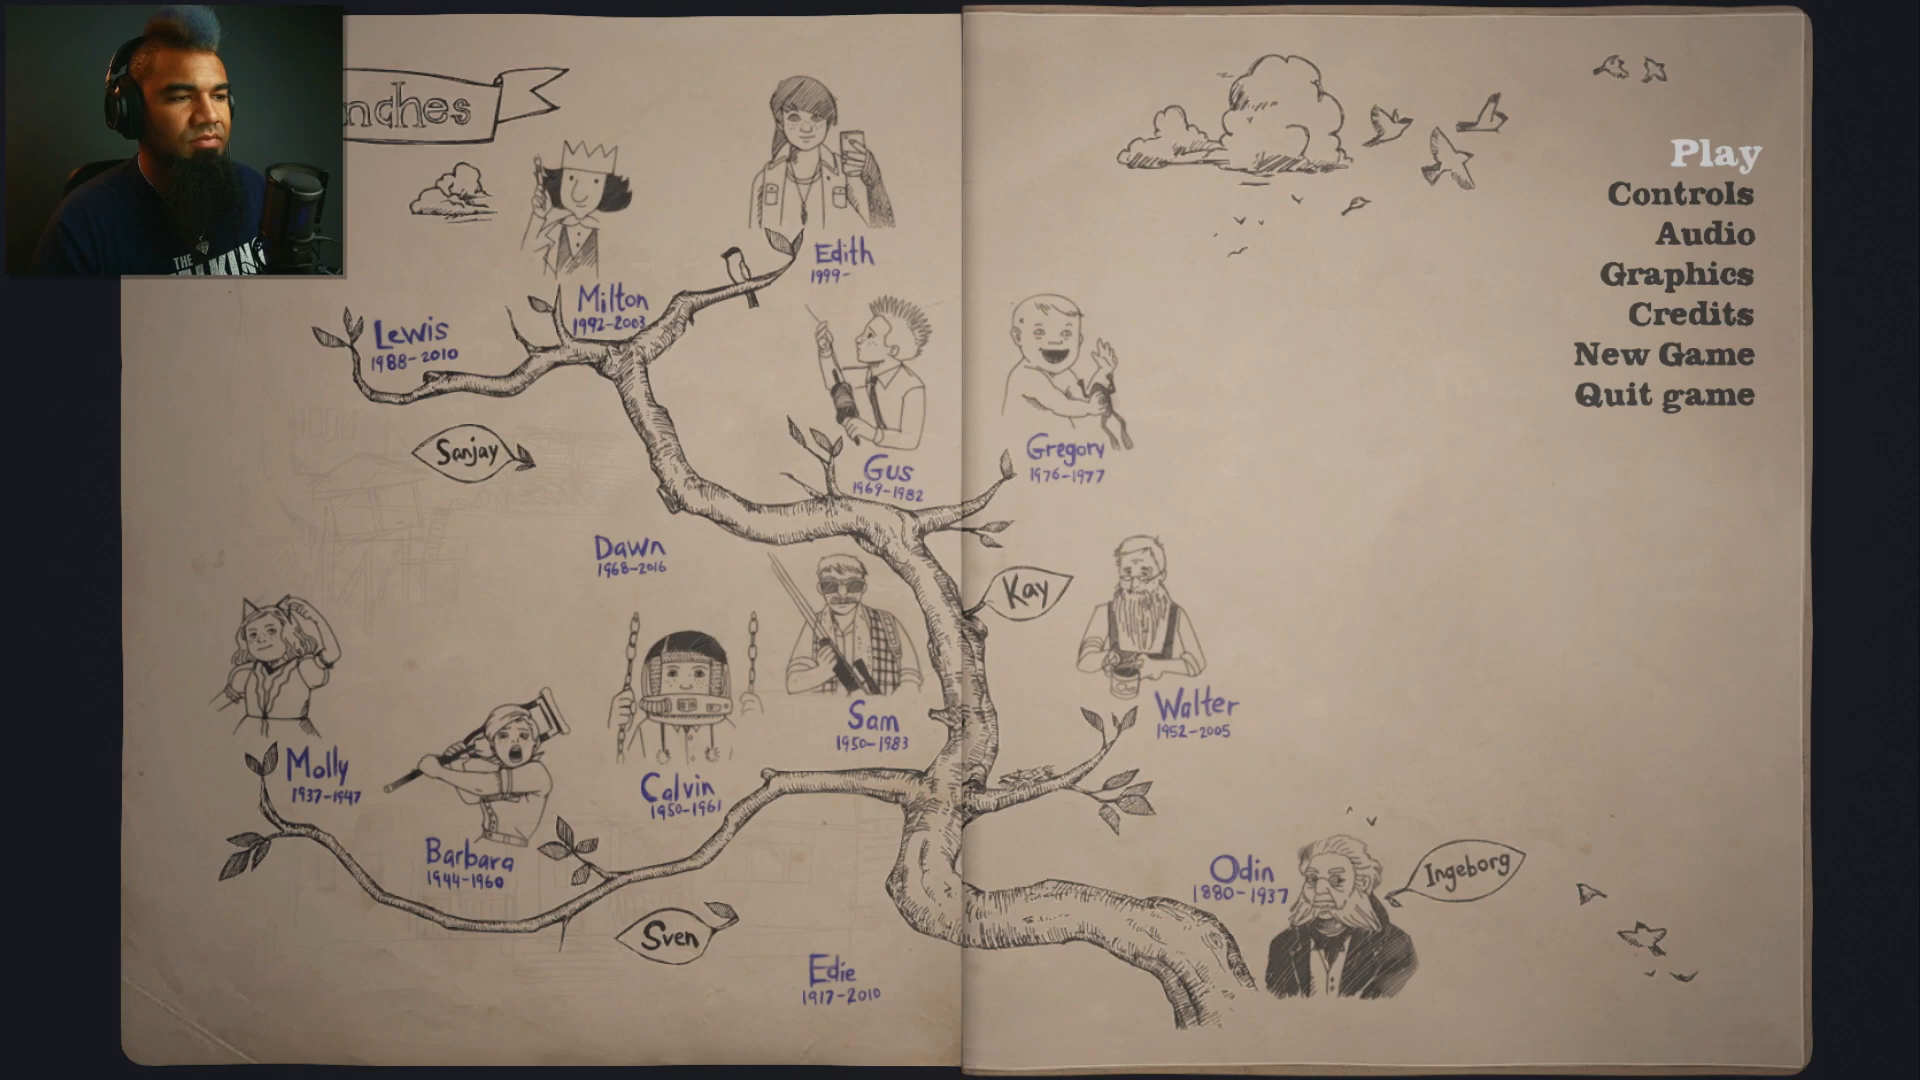 nches
THE
Edith
1999-
Milton
1992-2003
Lewis
1988-2010
Sanjay
Gus
1969-1982
Gregory
1976-1977
Dawn
1968-2016
Kay
Sam
1950-1983
Walter
1952-2005
Molly
1937-1947
Calvin
1950-1961
Barbara
1944-1960
Odin
1880-1937
Ingeborg
Sven
Edie
1917-2010
Play
Controls
Audio
Graphics
Credits
New Game
Quit game